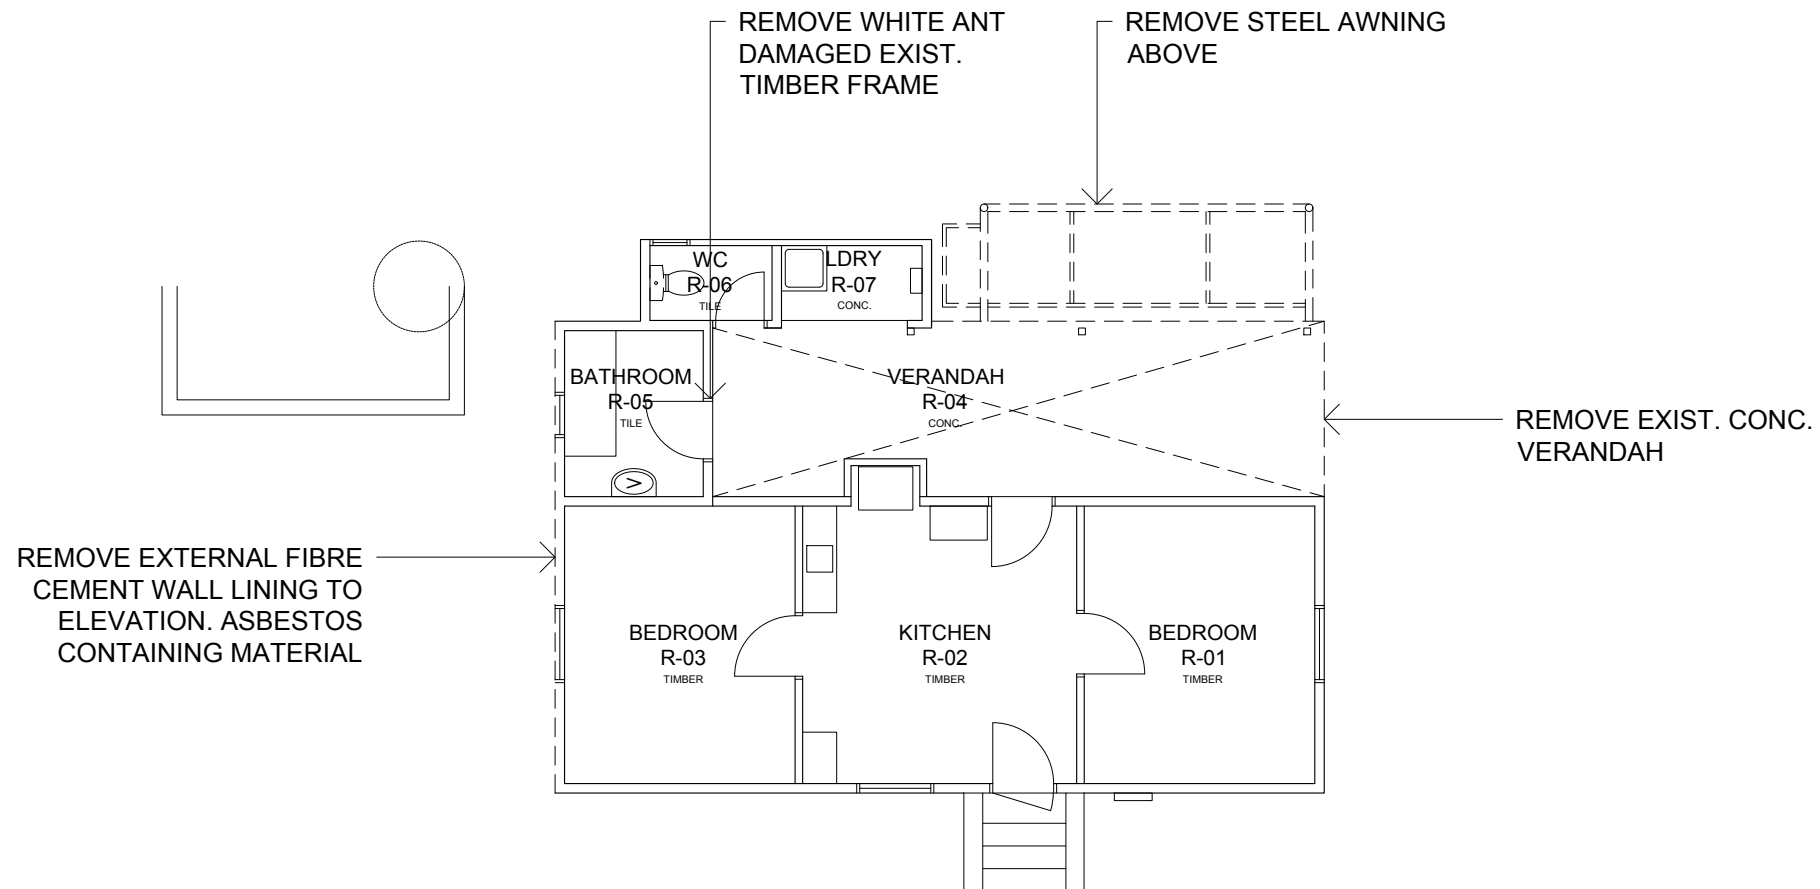 REMOVE WHITE ANT
DAMAGED EXIST.
TIMBER FRAME
REMOVE STEEL AWNING
ABOVE
WC
R-06
TILE
LDRY
R-07
CONC.
BATHROOM
R-05
TILE
VERANDAH
R-04
CONC.
REMOVE EXIST. CONC.
VERANDAH
REMOVE EXTERNAL FIBRE
CEMENT WALL LINING TO
ELEVATION. ASBESTOS
CONTAINING MATERIAL
BEDROOM
R-03
TIMBER
KITCHEN
R-02
TIMBER
BEDROOM
R-01
TIMBER